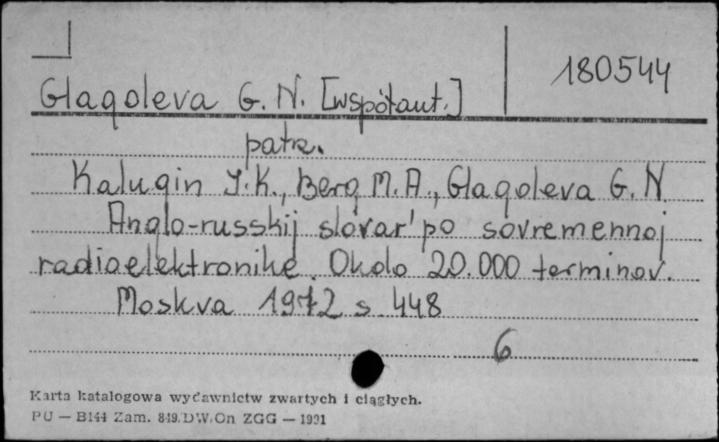 180544
Glagoleva G. N. [współaut.]
patrz.
Kalugin J.K., Berg M.A., Glagoleva G. N.
Anglo-russkij slovar' po sovremennoj
radioelektronike. Okolo 20.000 terminov.
Moskva 1972 s 448
6
Karta katalogowa wydawnictw zwartych i ciągłych.
PU — B144 Zam. 849.DW.On ZGG — 1991